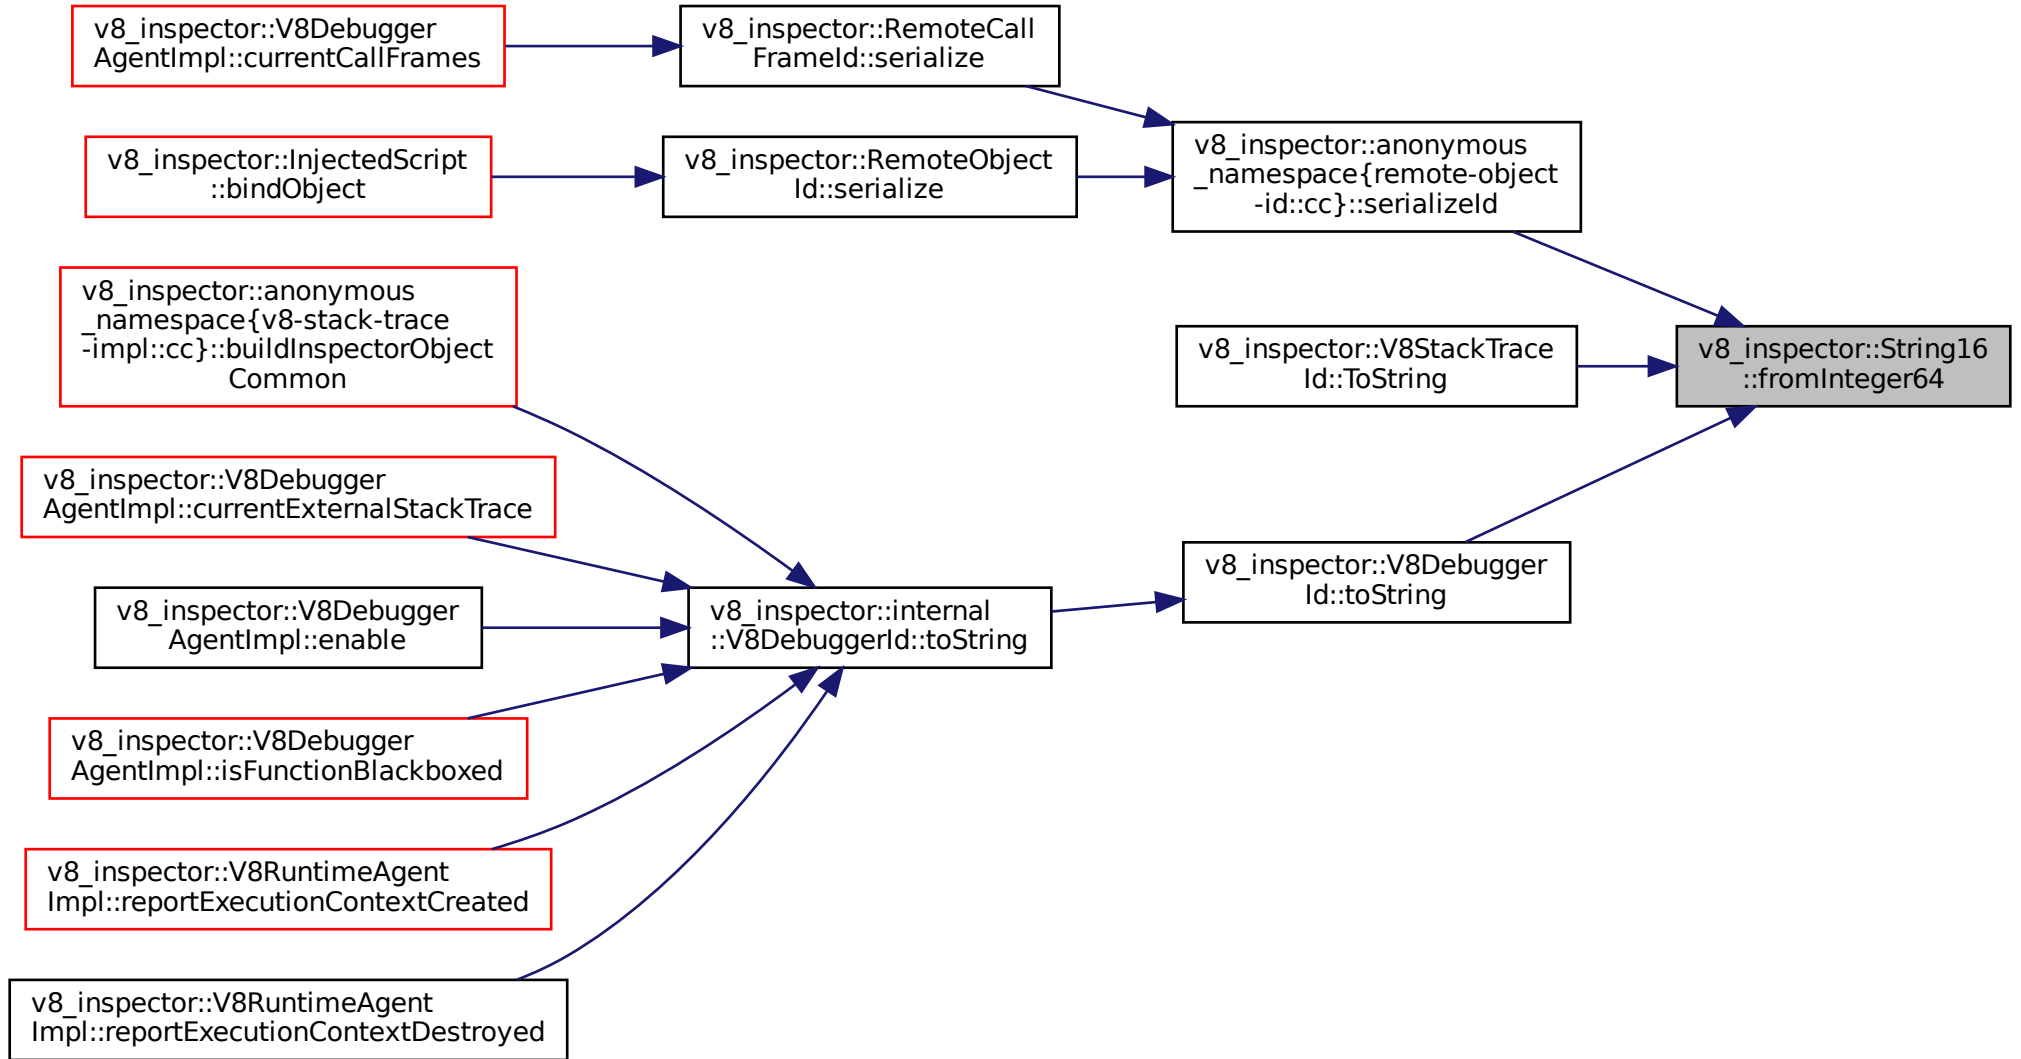 v8_inspector::V8Debugger
AgentImpl::currentCallFrames
v8_inspector::RemoteCall
FrameId::serialize
v8_inspector::anonymous
_namespace{remote-object
-id::cc}::serializeId
v8_inspector::InjectedScript
::bindObject
v8_inspector::RemoteObject
Id::serialize
v8_inspector::anonymous
_namespace{v8-stack-trace
-impl::cc}::buildInspectorObject
Common
v8_inspector::V8StackTrace
Id::ToString
v8_inspector::String16
::fromInteger64
v8_inspector::V8Debugger
AgentImpl::currentExternalStackTrace
v8_inspector::V8Debugger
Id::toString
v8_inspector::V8Debugger
AgentImpl::enable
v8_inspector::internal
::V8DebuggerId::toString
v8_inspector::V8Debugger
AgentImpl::isFunctionBlackboxed
v8_inspector::V8RuntimeAgent
Impl::reportExecutionContextCreated
v8_inspector::V8RuntimeAgent
Impl::reportExecutionContextDestroyed